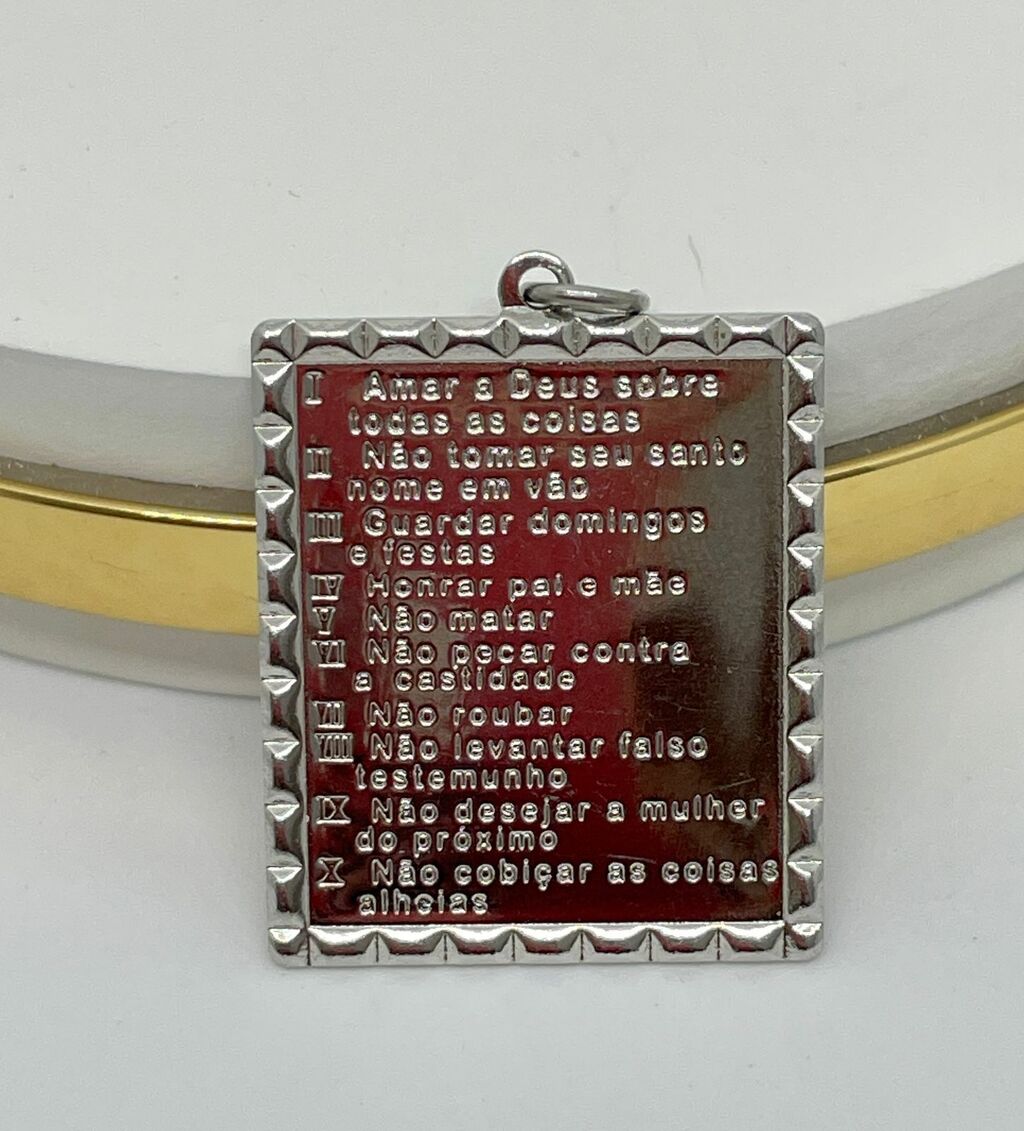 I Amar a Deus sobre
todas as coisas
II Não tomar seu santo
nome em vão
III Guardar domingos
e festas
IV Honrar pai e mãe
V Não matar
VI Não pecar contra
a castidade
VII Não roubar
VIII Não levantar falso
testemunho
IX Não desejar a mulher
do próximo
X Não cobiçar as coisas
alheias